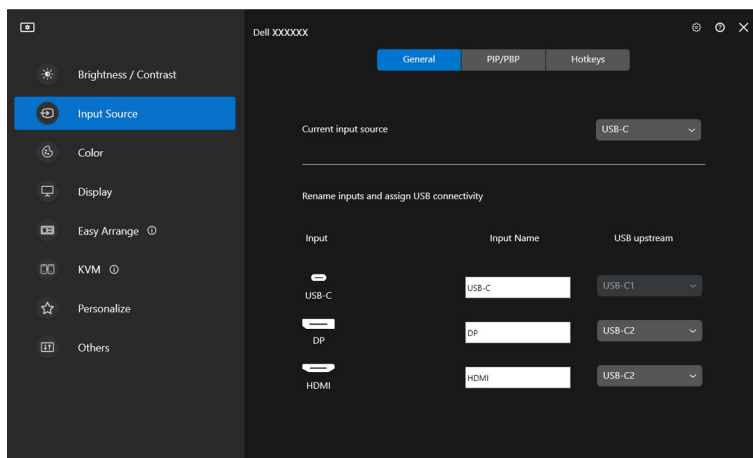 Dell XXXXXX
General PIP/PBP Hotkeys
Brightness / Contrast
Input Source
Color
Display
Easy Arrange
KVM
Personalize
Others
Current input source USB-C
Rename inputs and assign USB connectivity
Input Input Name USB upstream
USB-C USB-C USB-C1
DP DP USB-C2
HDMI HDMI USB-C2